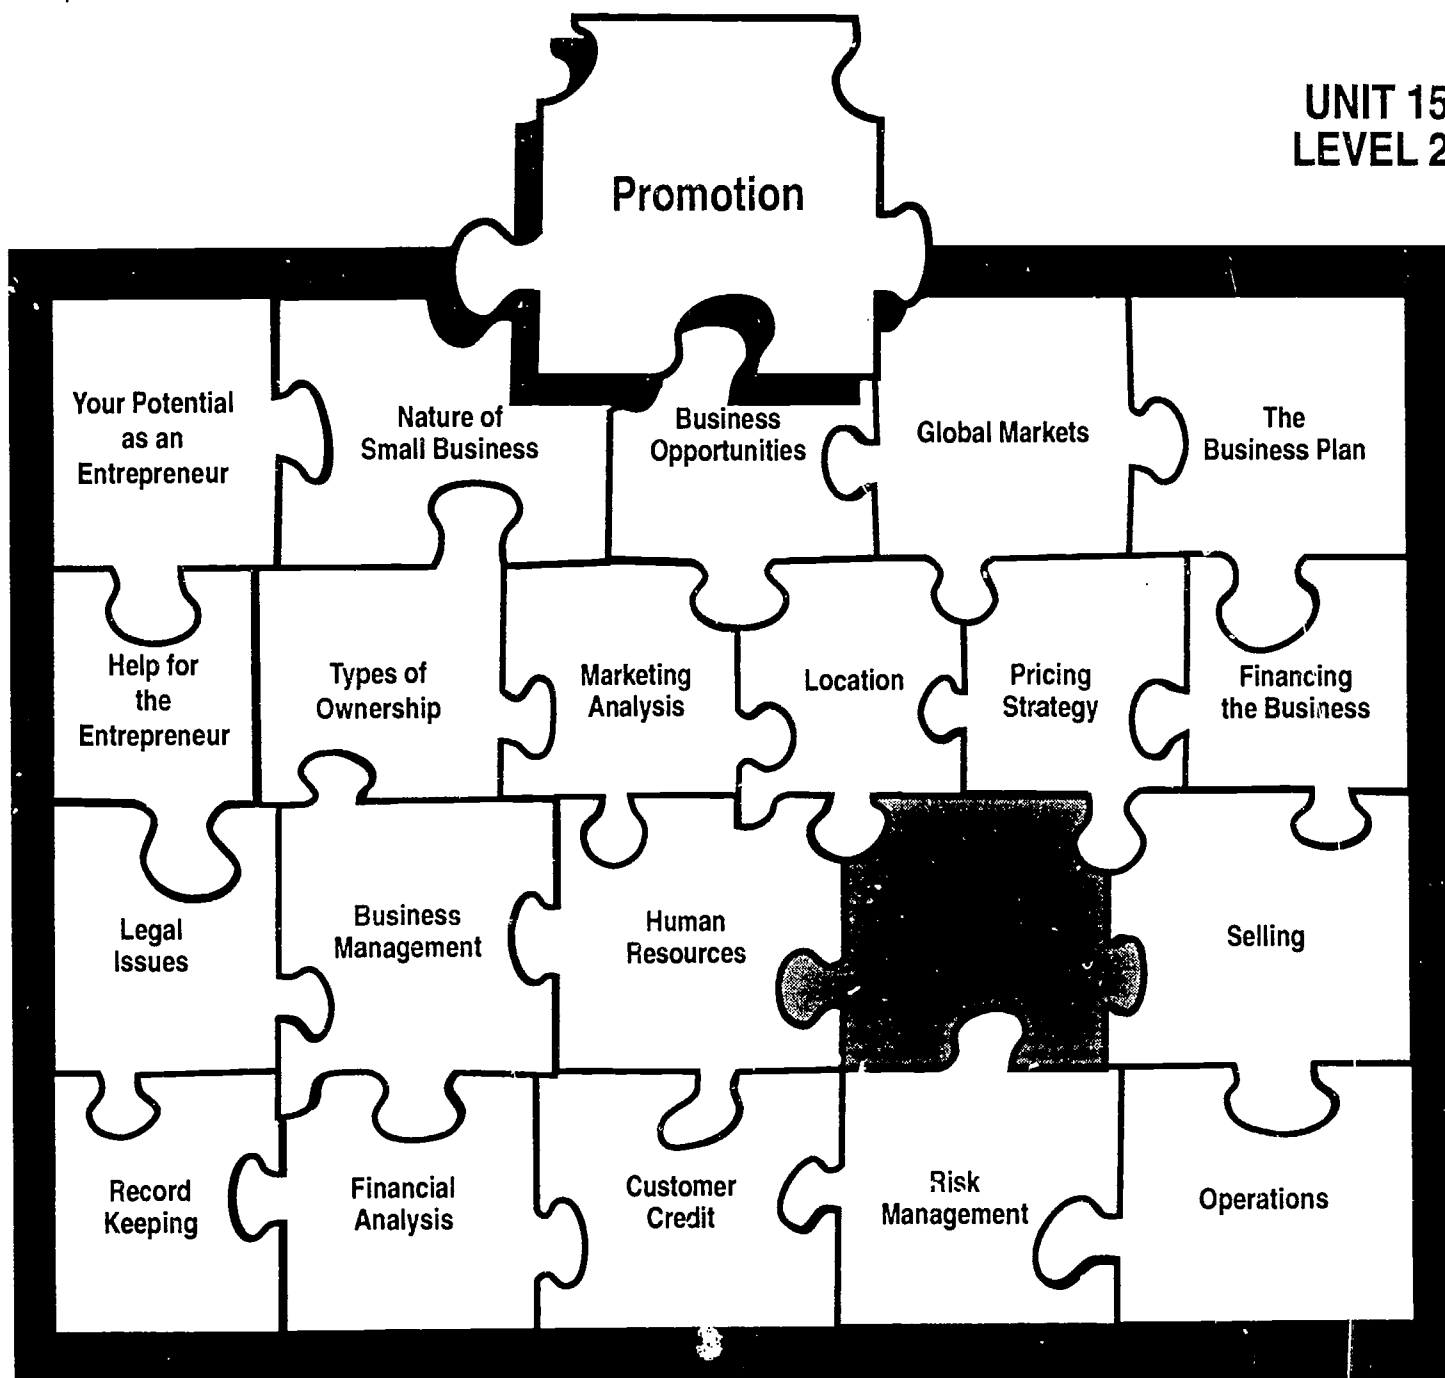 UNIT 15
LEVEL 2
Promotion
Your Potential
as an
Entrepreneur
Nature of
Small Business
Business
Opportunities
Global Markets
The
Business Plan
Help for
the
Entrepreneur
Types of
Ownership
Marketing
Analysis
Location
Pricing
Strategy
Financing
the Business
Legal
Issues
Business
Management
Human
Resources
Selling
Record
Keeping
Financial
Analysis
Customer
Credit
Risk
Management
Operations